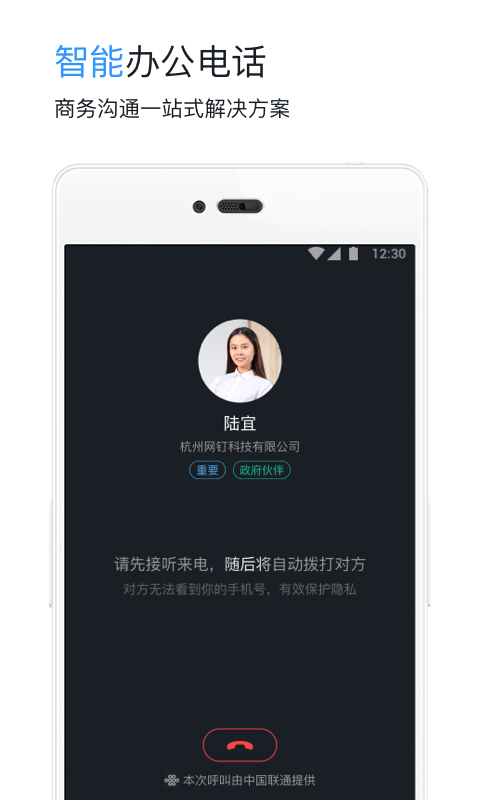 智能办公电话
商务沟通一站式解决方案
12:30
陆宜
杭州网钉科技有限公司
重要 政府伙伴
请先接听来电，随后将自动拨打对方
对方无法看到你的手机号，有效保护隐私
本次呼叫由中国联通提供